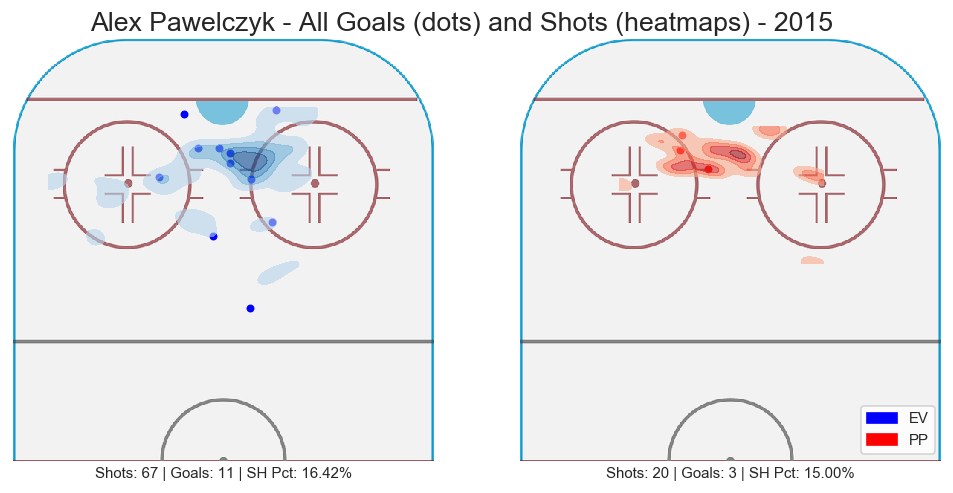 Alex Pawelczyk - All Goals (dots) and Shots (heatmaps) - 2015
EV
PP
Shots: 67 | Goals: 11 | SH Pct: 16.42%
Shots: 20 | Goals: 3 | SH Pct: 15.00%